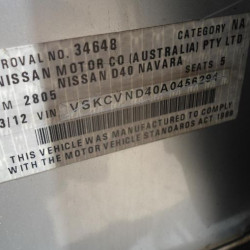 CATEGORY NA
ROVAL NO. 34648
NISSAN MOTOR CO (AUSTRALIA) PTY LTD
NISSAN D40 NAVARA SEATS 5
M 2805
3/12 VIN VSKCVND40A0456294
THIS VEHICLE WAS MANUFACTURED TO COMPLY
WITH THE MOTOR VEHICLE STANDARDS ACT 1989